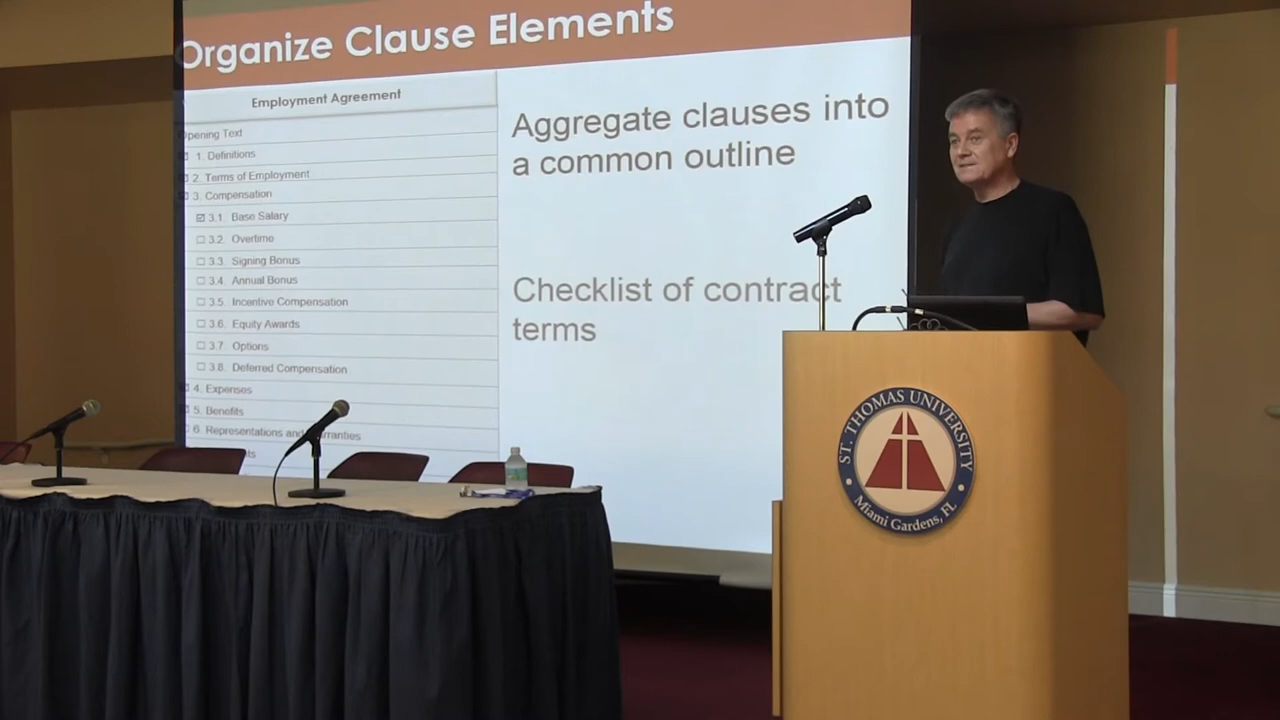 Organize Clause Elements
Employment Agreement
Opening Text
1. Definitions
2. Terms of Employment
3. Compensation
3.1. Base Salary
3.2. Overtime
3.3. Signing Bonus
3.4. Annual Bonus
3.5. Incentive Compensation
3.6. Equity Awards
3.7. Options
3.8. Deferred Compensation
4. Expenses
5. Benefits
6. Representations and Warranties
Aggregate clauses into
a common outline
Checklist of contract
terms
ST. THOMAS UNIVERSITY
Miami Gardens, FL